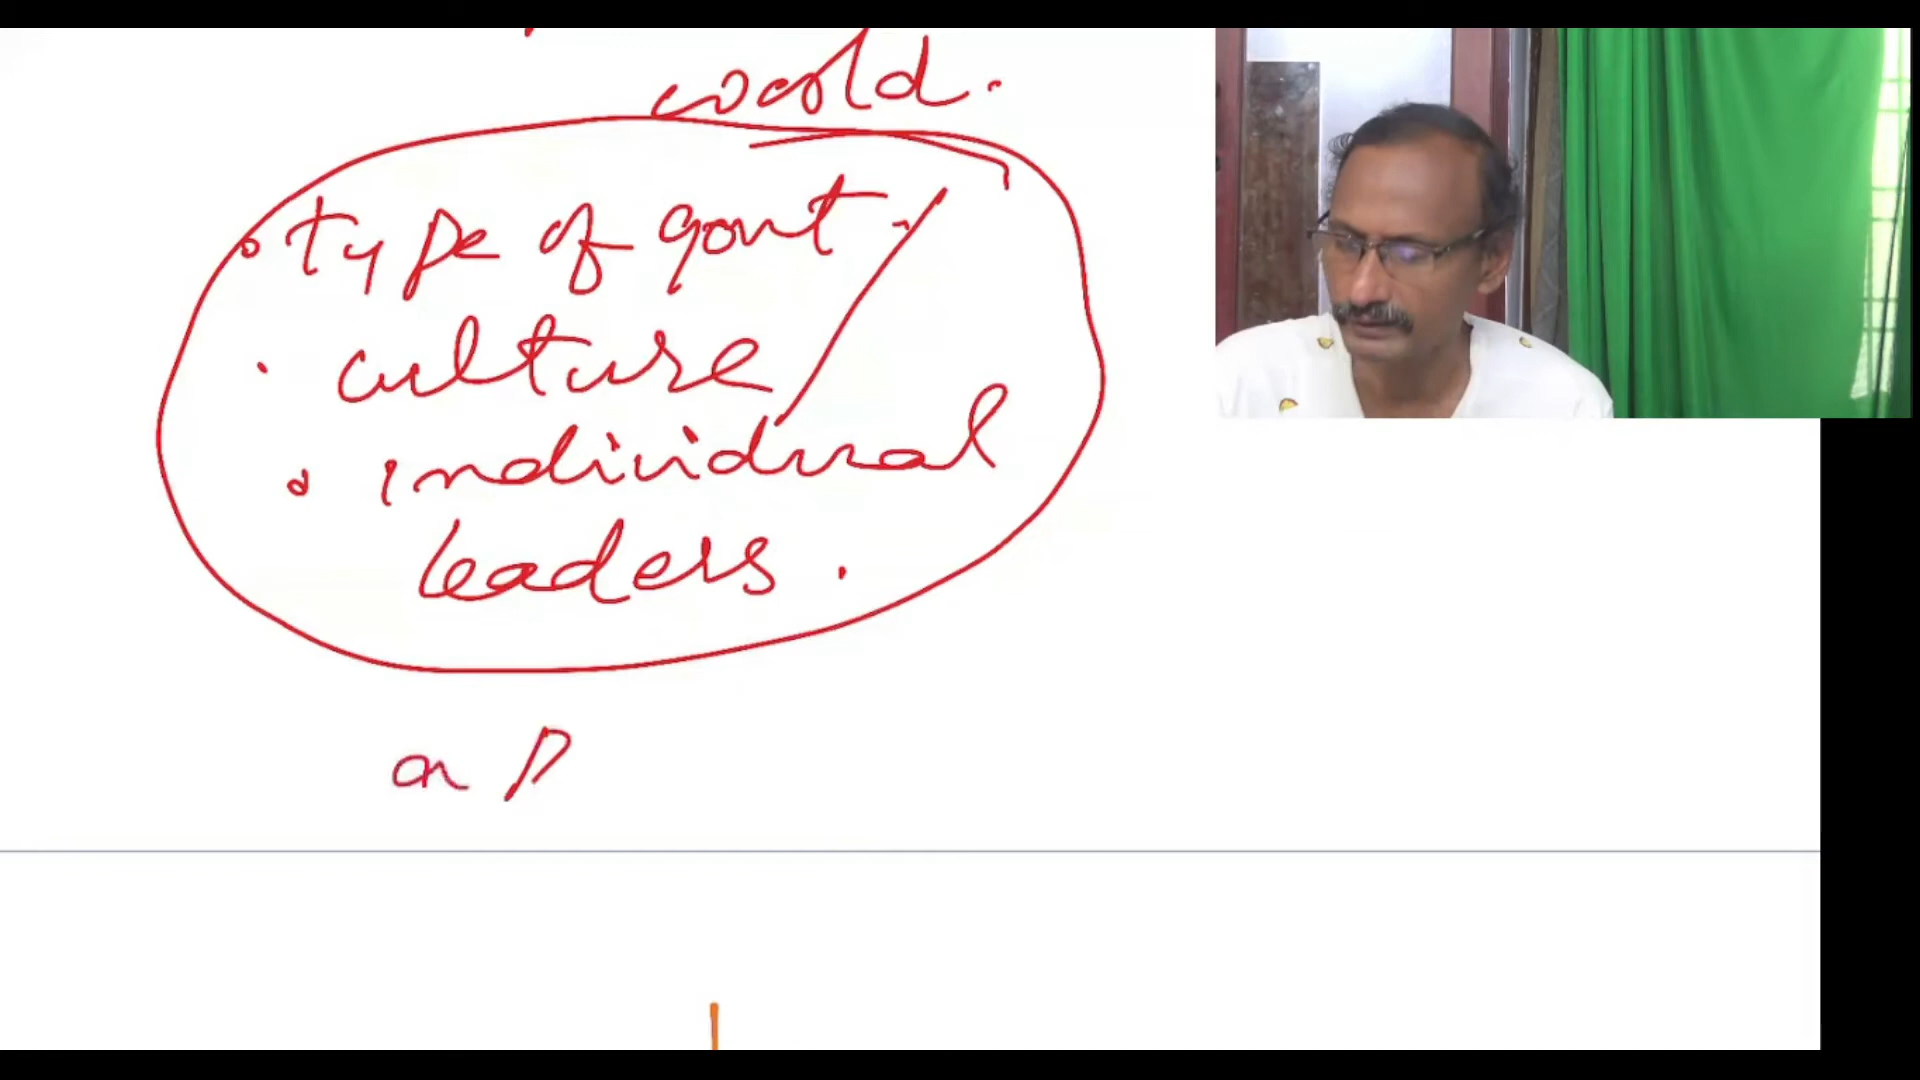 world.
• type of govt.
• culture
• individual
leaders.
on P